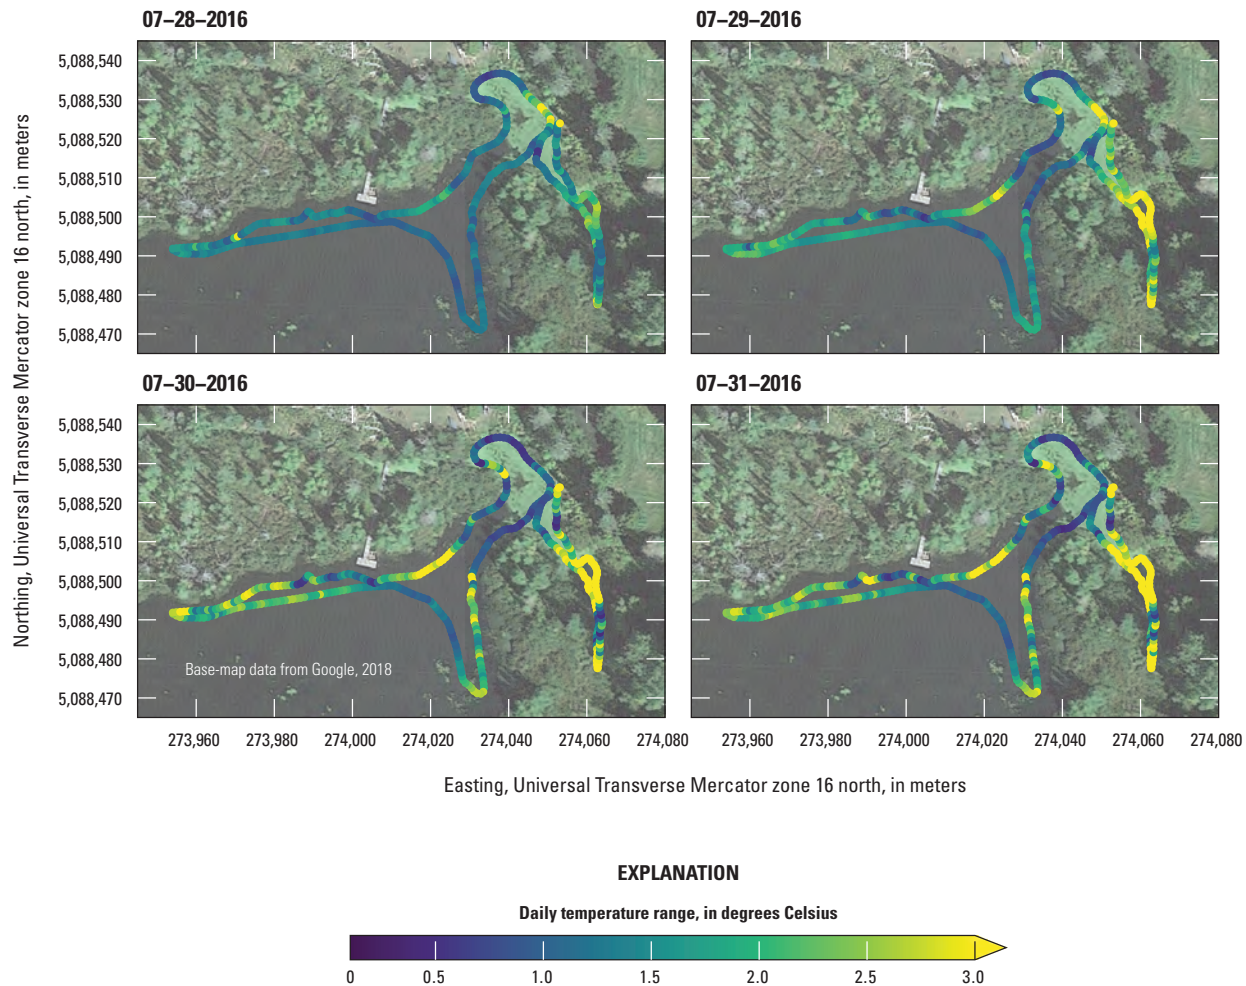 07–28–2016
07–29–2016
5,088,540
5,088,530
5,088,520
5,088,510
5,088,500
5,088,490
5,088,480
5,088,470
07–30–2016
07–31–2016
5,088,540
5,088,530
5,088,520
5,088,510
5,088,500
5,088,490
5,088,480
5,088,470
Northing, Universal Transverse Mercator zone 16 north, in meters
Base-map data from Google, 2018
273,960 273,980 274,000 274,020 274,040 274,060 274,080
273,960 273,980 274,000 274,020 274,040 274,060 274,080
Easting, Universal Transverse Mercator zone 16 north, in meters
EXPLANATION
Daily temperature range, in degrees Celsius
0 0.5 1.0 1.5 2.0 2.5 3.0